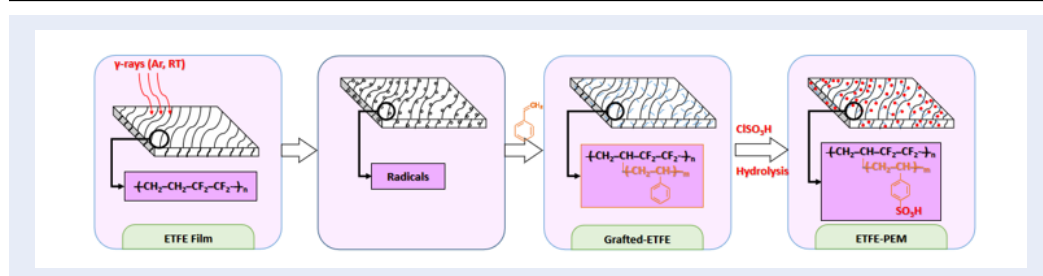 γ-rays (Ar, RT)
-(CH₂–CH₂–CF₂–CF₂-)n
ETFE Film
Radicals
CH₂
-(CH₂–CH–CF₂–CF₂-)n
-(CH₂–CH-)m
Grafted-ETFE
ClSO₃H
Hydrolysis
-(CH₂–CH–CF₂–CF₂-)n
-(CH₂–CH-)m
SO₃H
ETFE-PEM